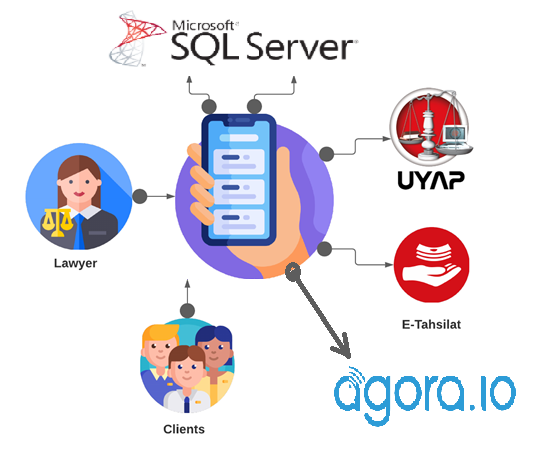 Microsoft
SQL Server
UYAP
Lawyer
E-Tahsilat
agora.io
Clients